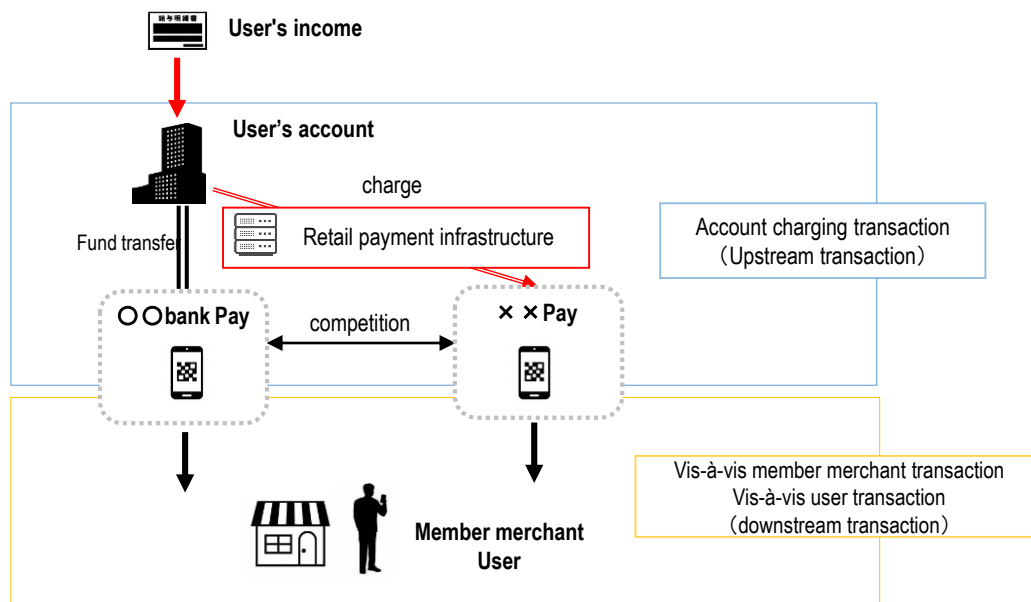 給与明細書
User's income
User’s account
charge
Retail payment infrastructure
Account charging transaction
（Upstream transaction）
Fund transfer
〇〇bank Pay
competition
××Pay
Vis-à-vis member merchant transaction
Vis-à-vis user transaction
（downstream transaction）
Member merchant
User